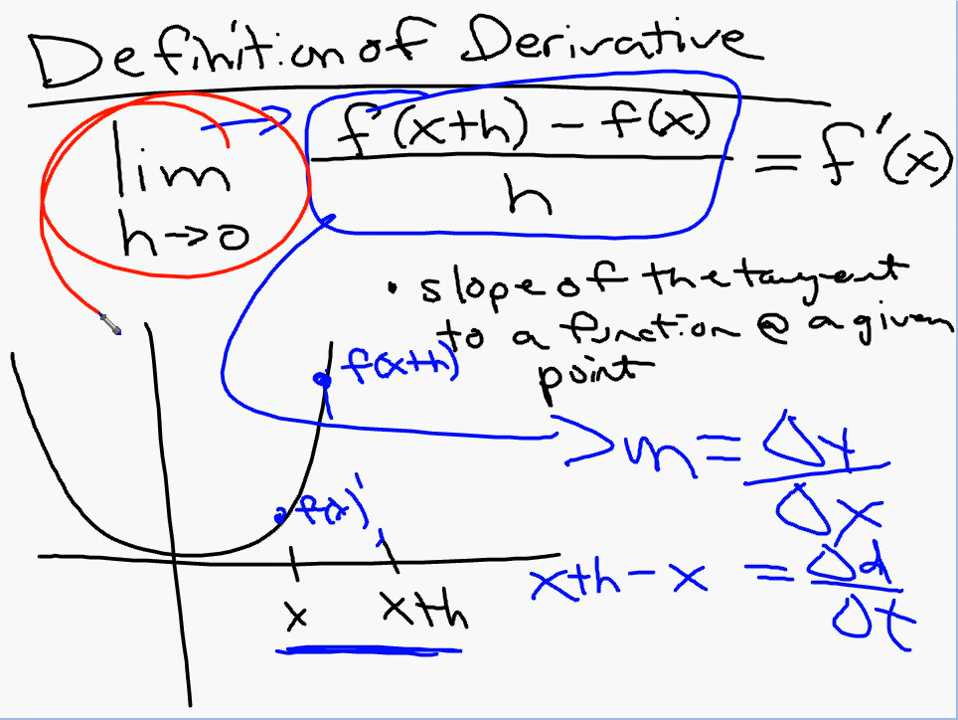 Definition of Derivative
lim h→0 f(x+h) - f(x) / h = f'(x)
• slope of the tangent
to a function @ a given
point
f(x+h)
> m = Δy / Δx
f(x)
x+h-x = Δd / Δt
x x+h